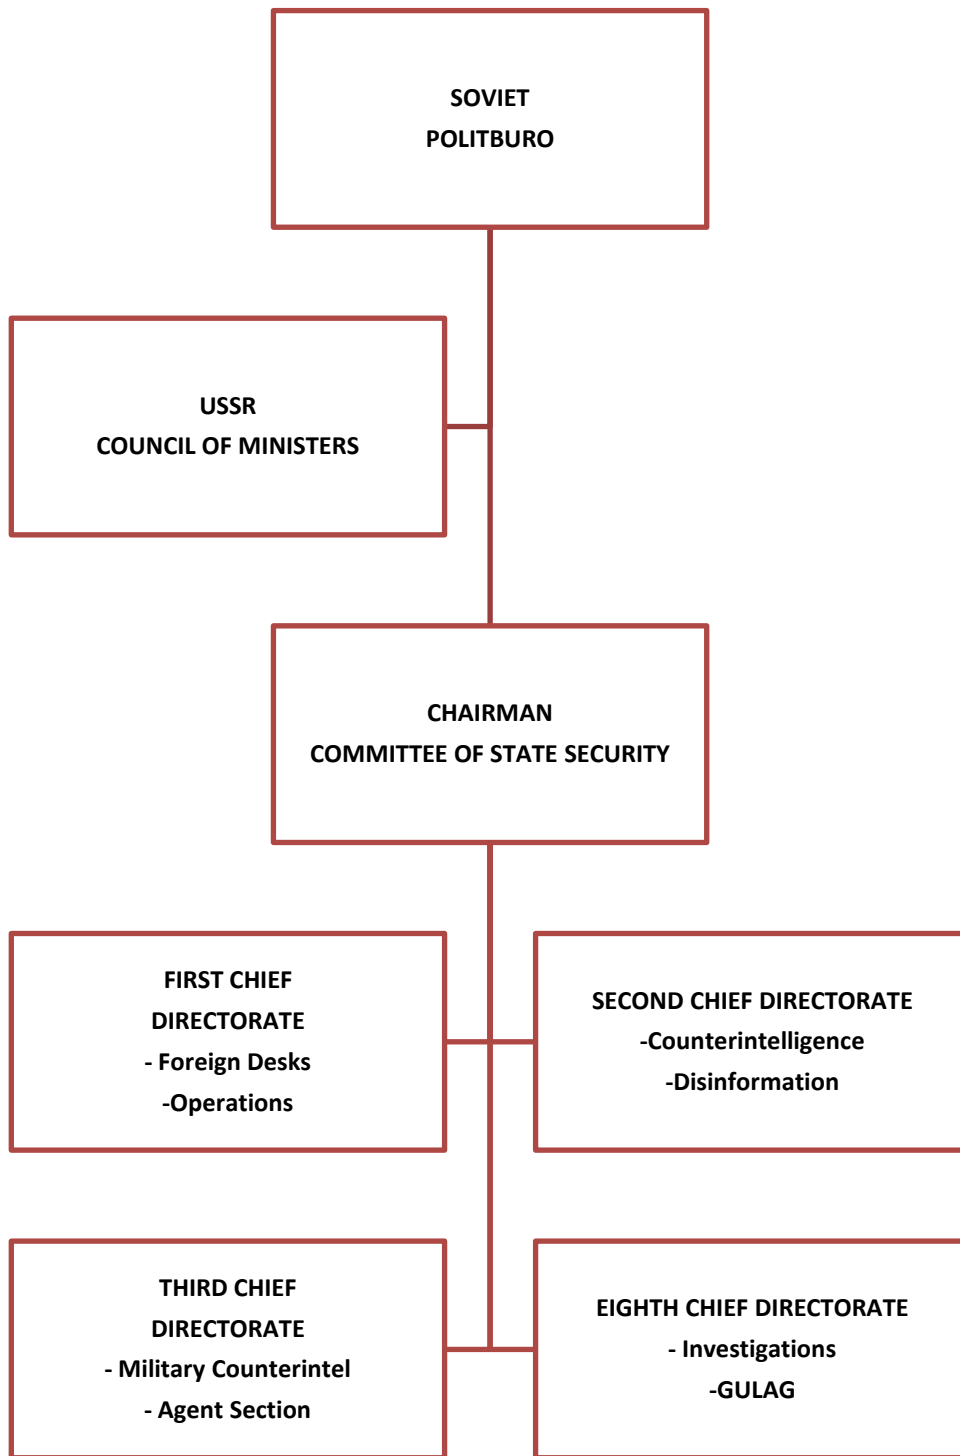 SOVIET
POLITBURO
USSR
COUNCIL OF MINISTERS
CHAIRMAN
COMMITTEE OF STATE SECURITY
FIRST CHIEF
DIRECTORATE
- Foreign Desks
-Operations
SECOND CHIEF DIRECTORATE
-Counterintelligence
-Disinformation
THIRD CHIEF
DIRECTORATE
- Military Counterintel
- Agent Section
EIGHTH CHIEF DIRECTORATE
- Investigations
-GULAG